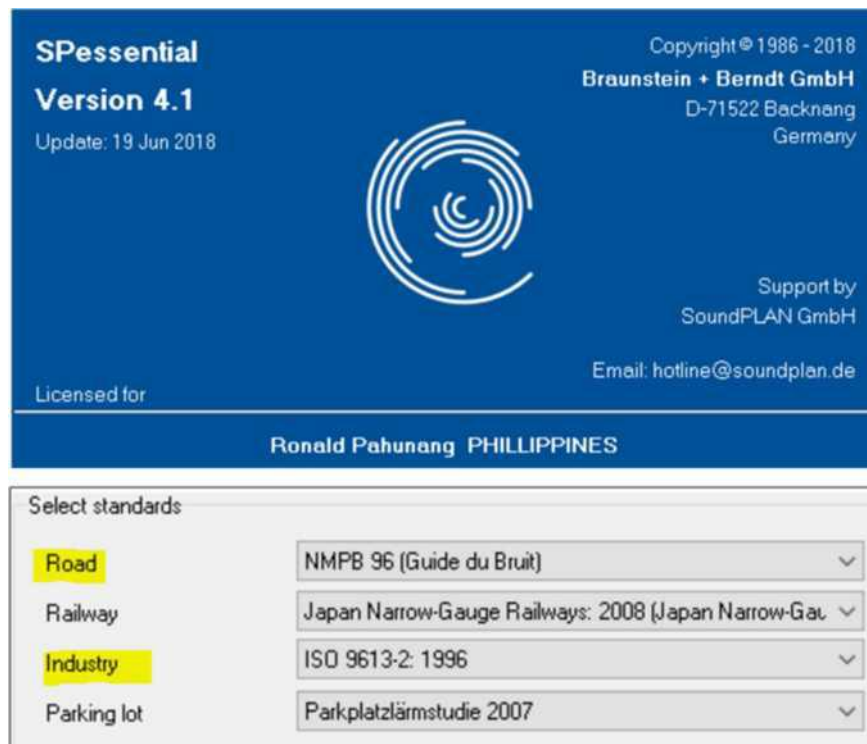 SPessential
Version 4.1
Update: 19 Jun 2018
Copyright © 1986 - 2018
Braunstein + Berndt GmbH
D-71522 Backnang
Germany
Support by
SoundPLAN GmbH
Email: hotline@soundplan.de
Licensed for
Ronald Pahunang PHILLIPPINES
Select standards
Road NMPB 96 (Guide du Bruit)
Railway Japan Narrow-Gauge Railways: 2008 (Japan Narrow-Gau
Industry ISO 9613-2: 1996
Parking lot Parkplatzlärmstudie 2007